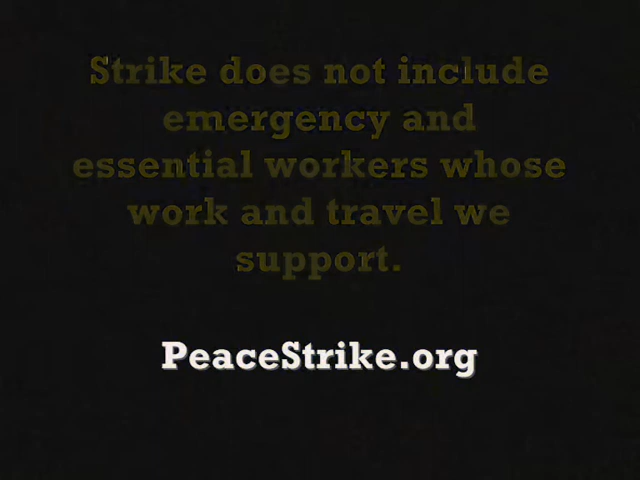 Strike does not include
emergency and
essential workers whose
work and travel we
support.
PeaceStrike.org